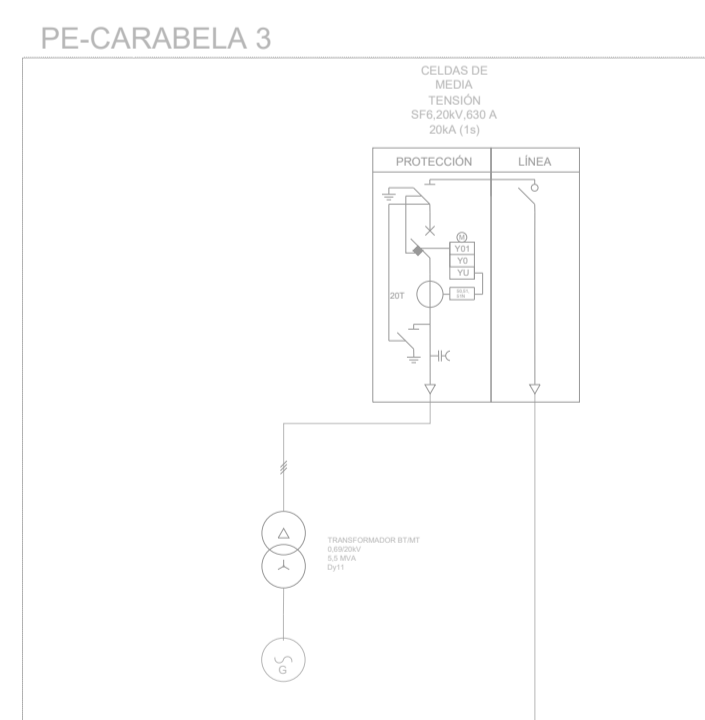 PE-CARABELA 3
CELDAS DE
MEDIA
TENSIÓN
SF6,20kV,630 A
20kA (1s)
PROTECCIÓN
LÍNEA
M
Y01
Y0
YU
20T
TRANSFORMADOR BT/MT
0,69/20kV
5,5 MVA
Dy11
G